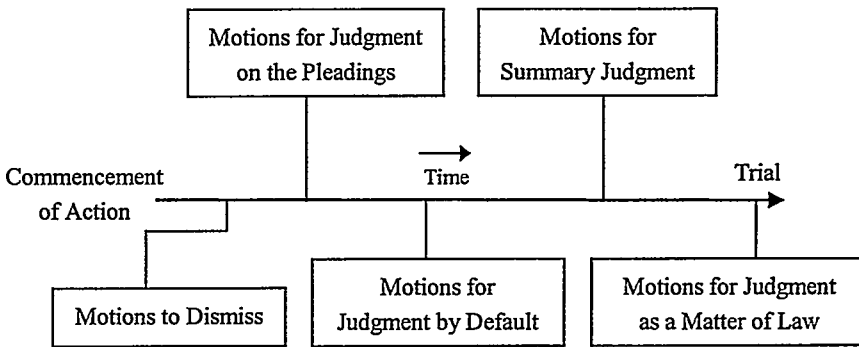 Motions for Judgment
on the Pleadings
Motions for
Summary Judgment
Commencement
of Action
Time
Trial
Motions to Dismiss
Motions for
Judgment by Default
Motions for Judgment
as a Matter of Law